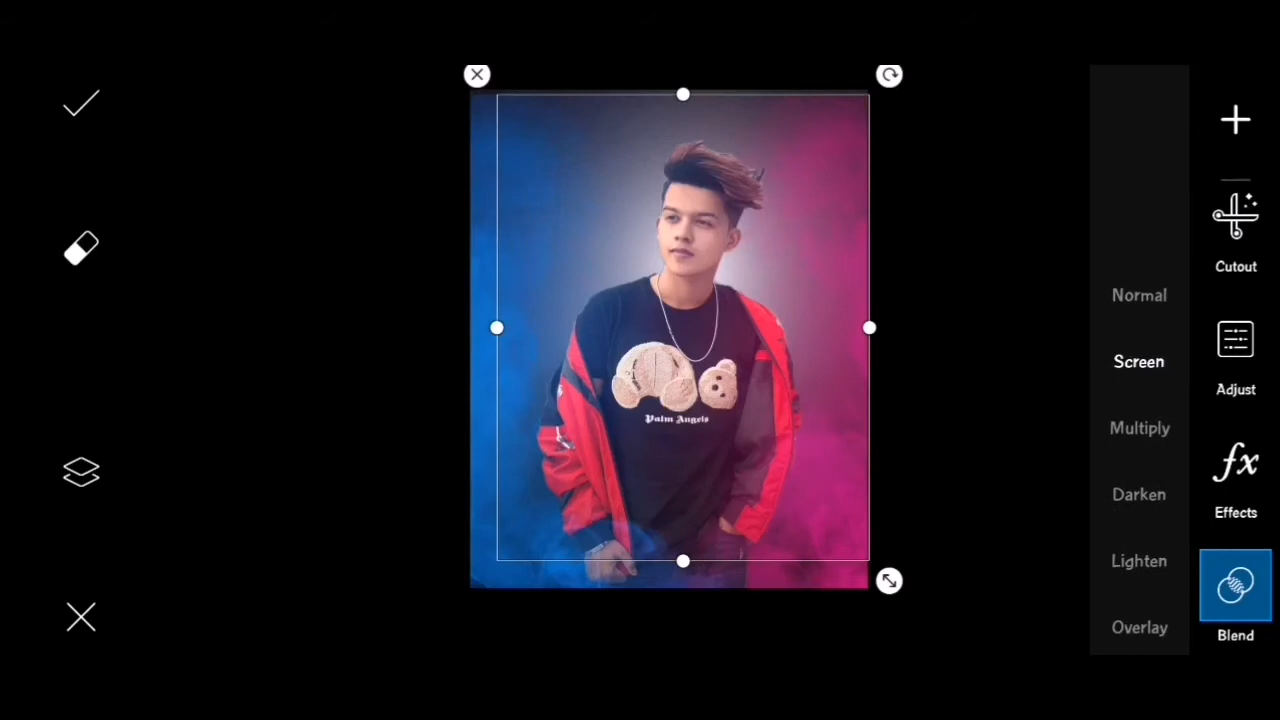 Palm Angels
Normal
Screen
Multiply
Darken
Lighten
Overlay
Cutout
Adjust
fx
Effects
Blend